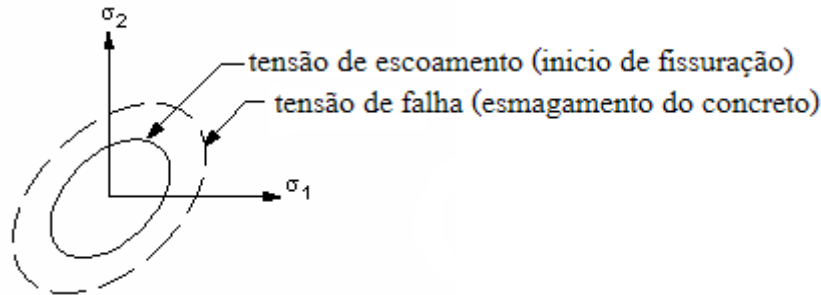 σ2
tensão de escoamento (inicio de fissuração)
tensão de falha (esmagamento do concreto)
σ1